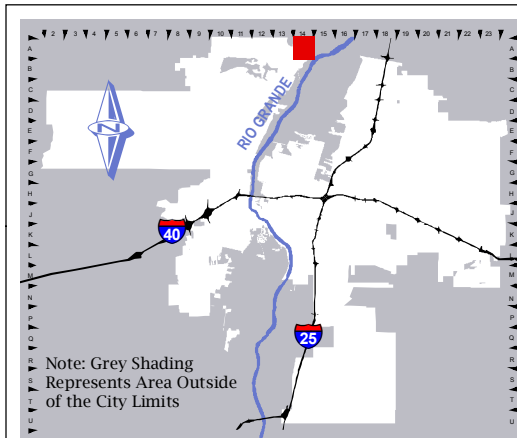 2 3 4 5 6 7 8 9 10 11 12 13 14 15 16 17 18 19 20 21 22 23
A A
B B
C C
D D
E E
F F
G G
H H
J J
K K
L L
M M
N N
P P
Q Q
R R
S S
T T
U U
N
RIO GRANDE
40
25
Note: Grey Shading
Represents Area Outside
of the City Limits